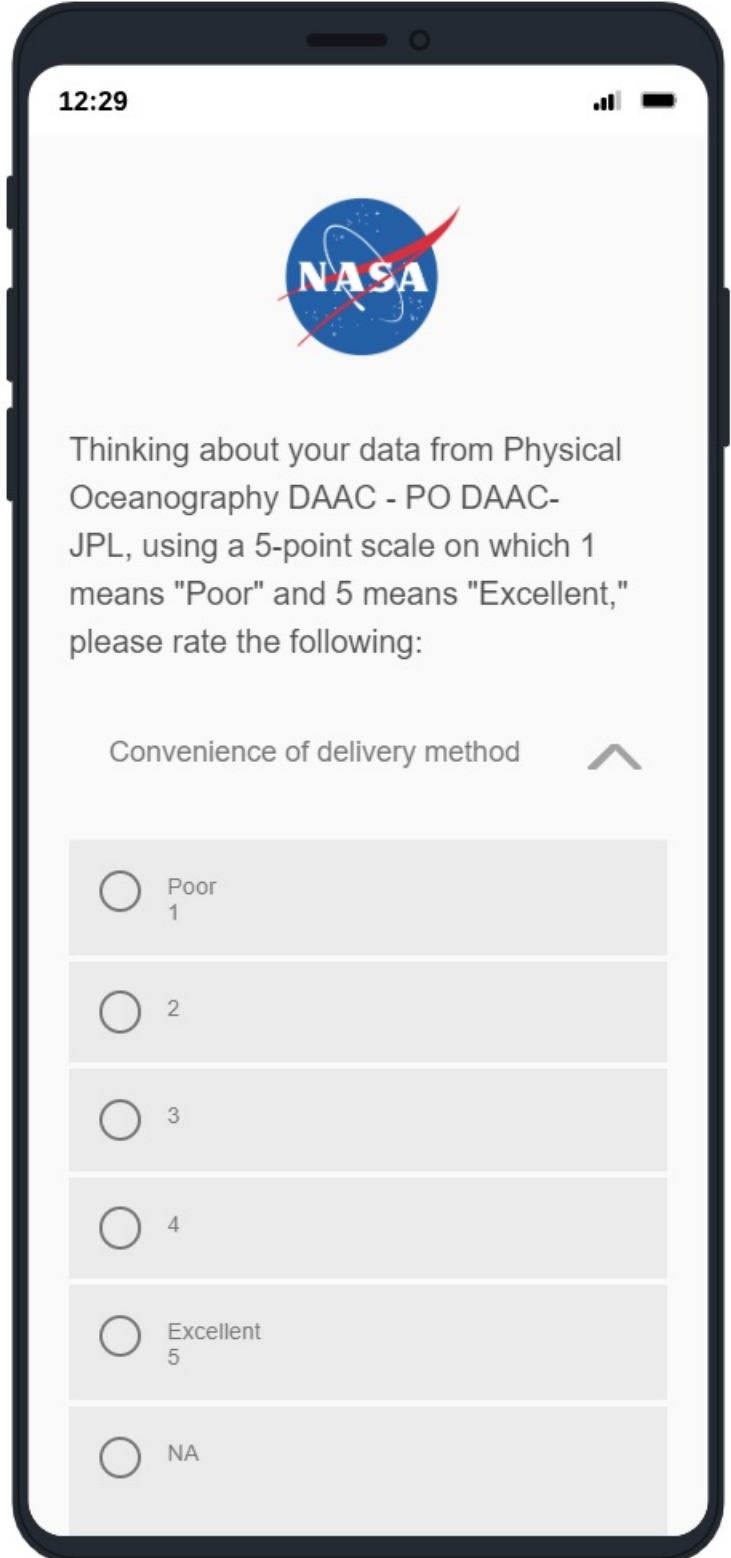 12:29
NASA
Thinking about your data from Physical
Oceanography DAAC - PO DAAC-
JPL, using a 5-point scale on which 1
means "Poor" and 5 means "Excellent,"
please rate the following:
Convenience of delivery method
Poor
1
2
3
4
Excellent
5
NA